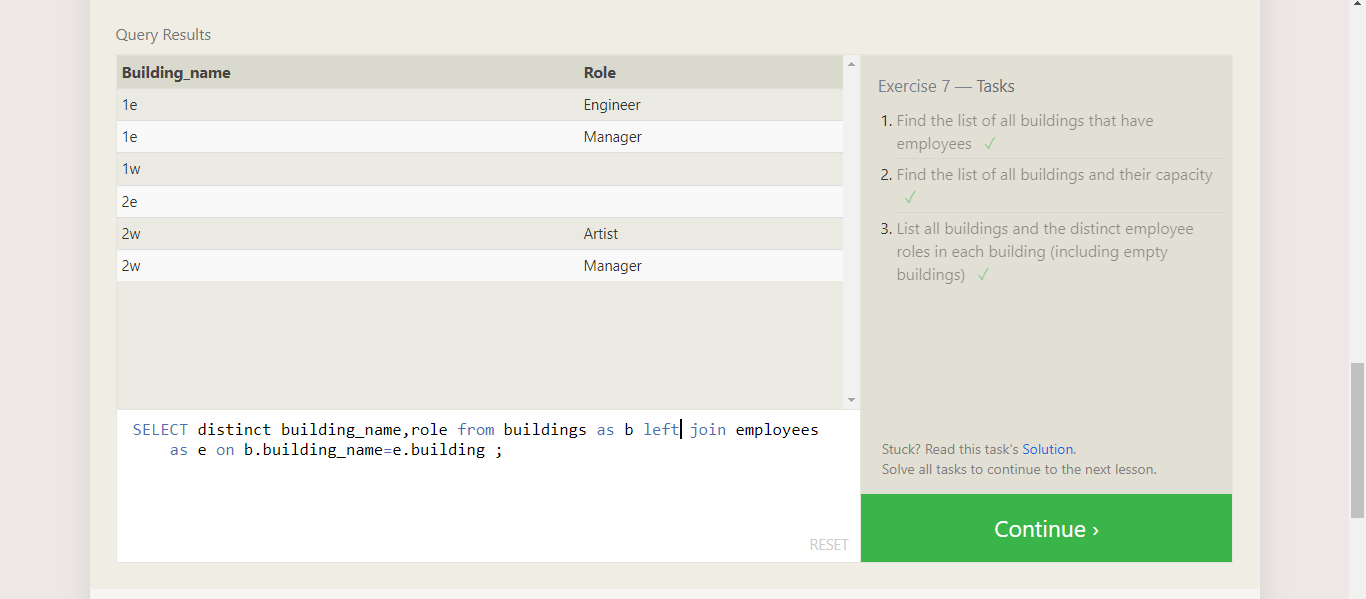 Query Results
Building_name Role
1e Engineer
1e Manager
1w
2e
2w Artist
2w Manager
SELECT distinct building_name,role from buildings as b left join employees
as e on b.building_name=e.building ;
RESET
Exercise 7 — Tasks
1. Find the list of all buildings that have
employees ✓
2. Find the list of all buildings and their capacity
✓
3. List all buildings and the distinct employee
roles in each building (including empty
buildings) ✓
Stuck? Read this task's Solution.
Solve all tasks to continue to the next lesson.
Continue ›